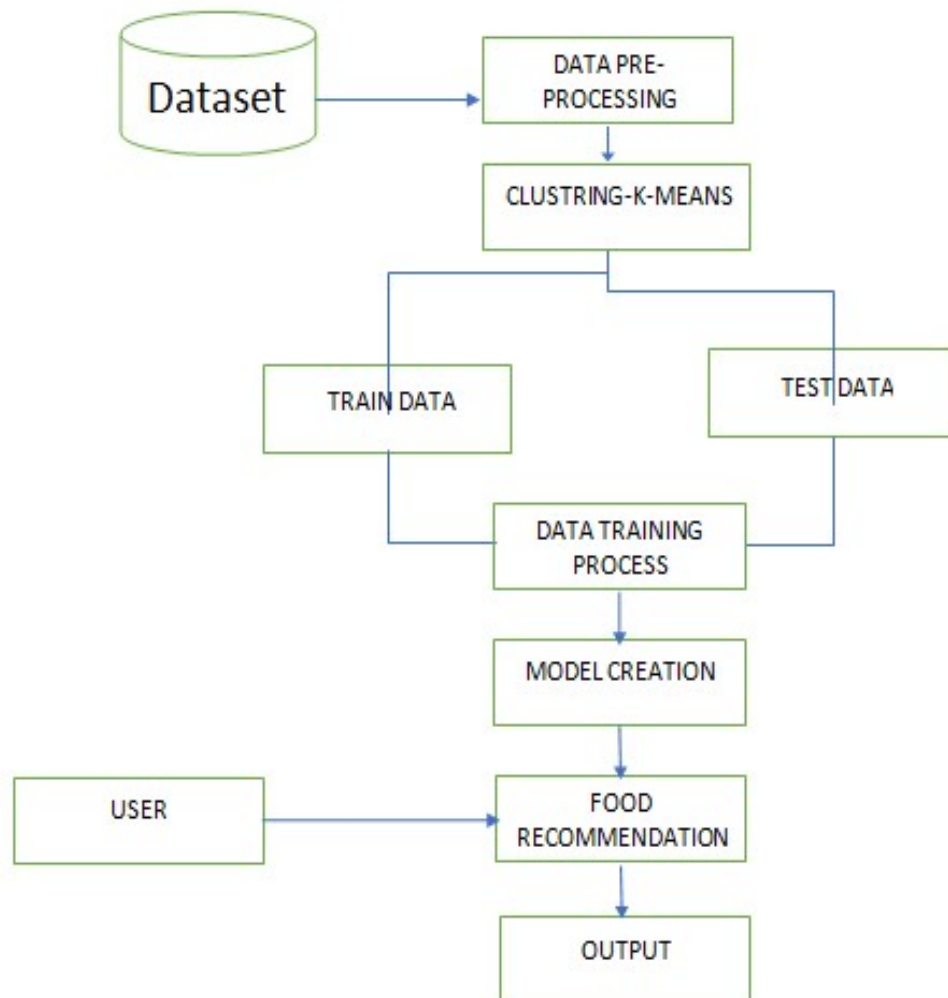 Dataset
DATA PRE-
PROCESSING
CLUSTRING-K-MEANS
TRAIN DATA
TEST DATA
DATA TRAINING
PROCESS
MODEL CREATION
USER
FOOD
RECOMMENDATION
OUTPUT